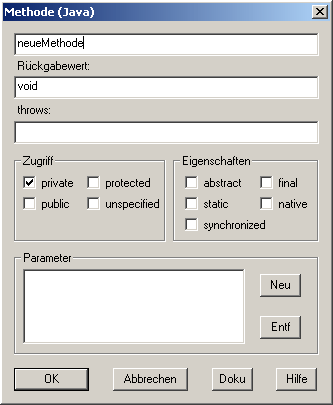 Methode (Java)
neueMethode
Rückgabewert:
void
throws:
Zugriff
private protected
public unspecified
Eigenschaften
abstract final
static native
synchronized
Parameter
Neu
Entf
OK Abbrechen Doku Hilfe